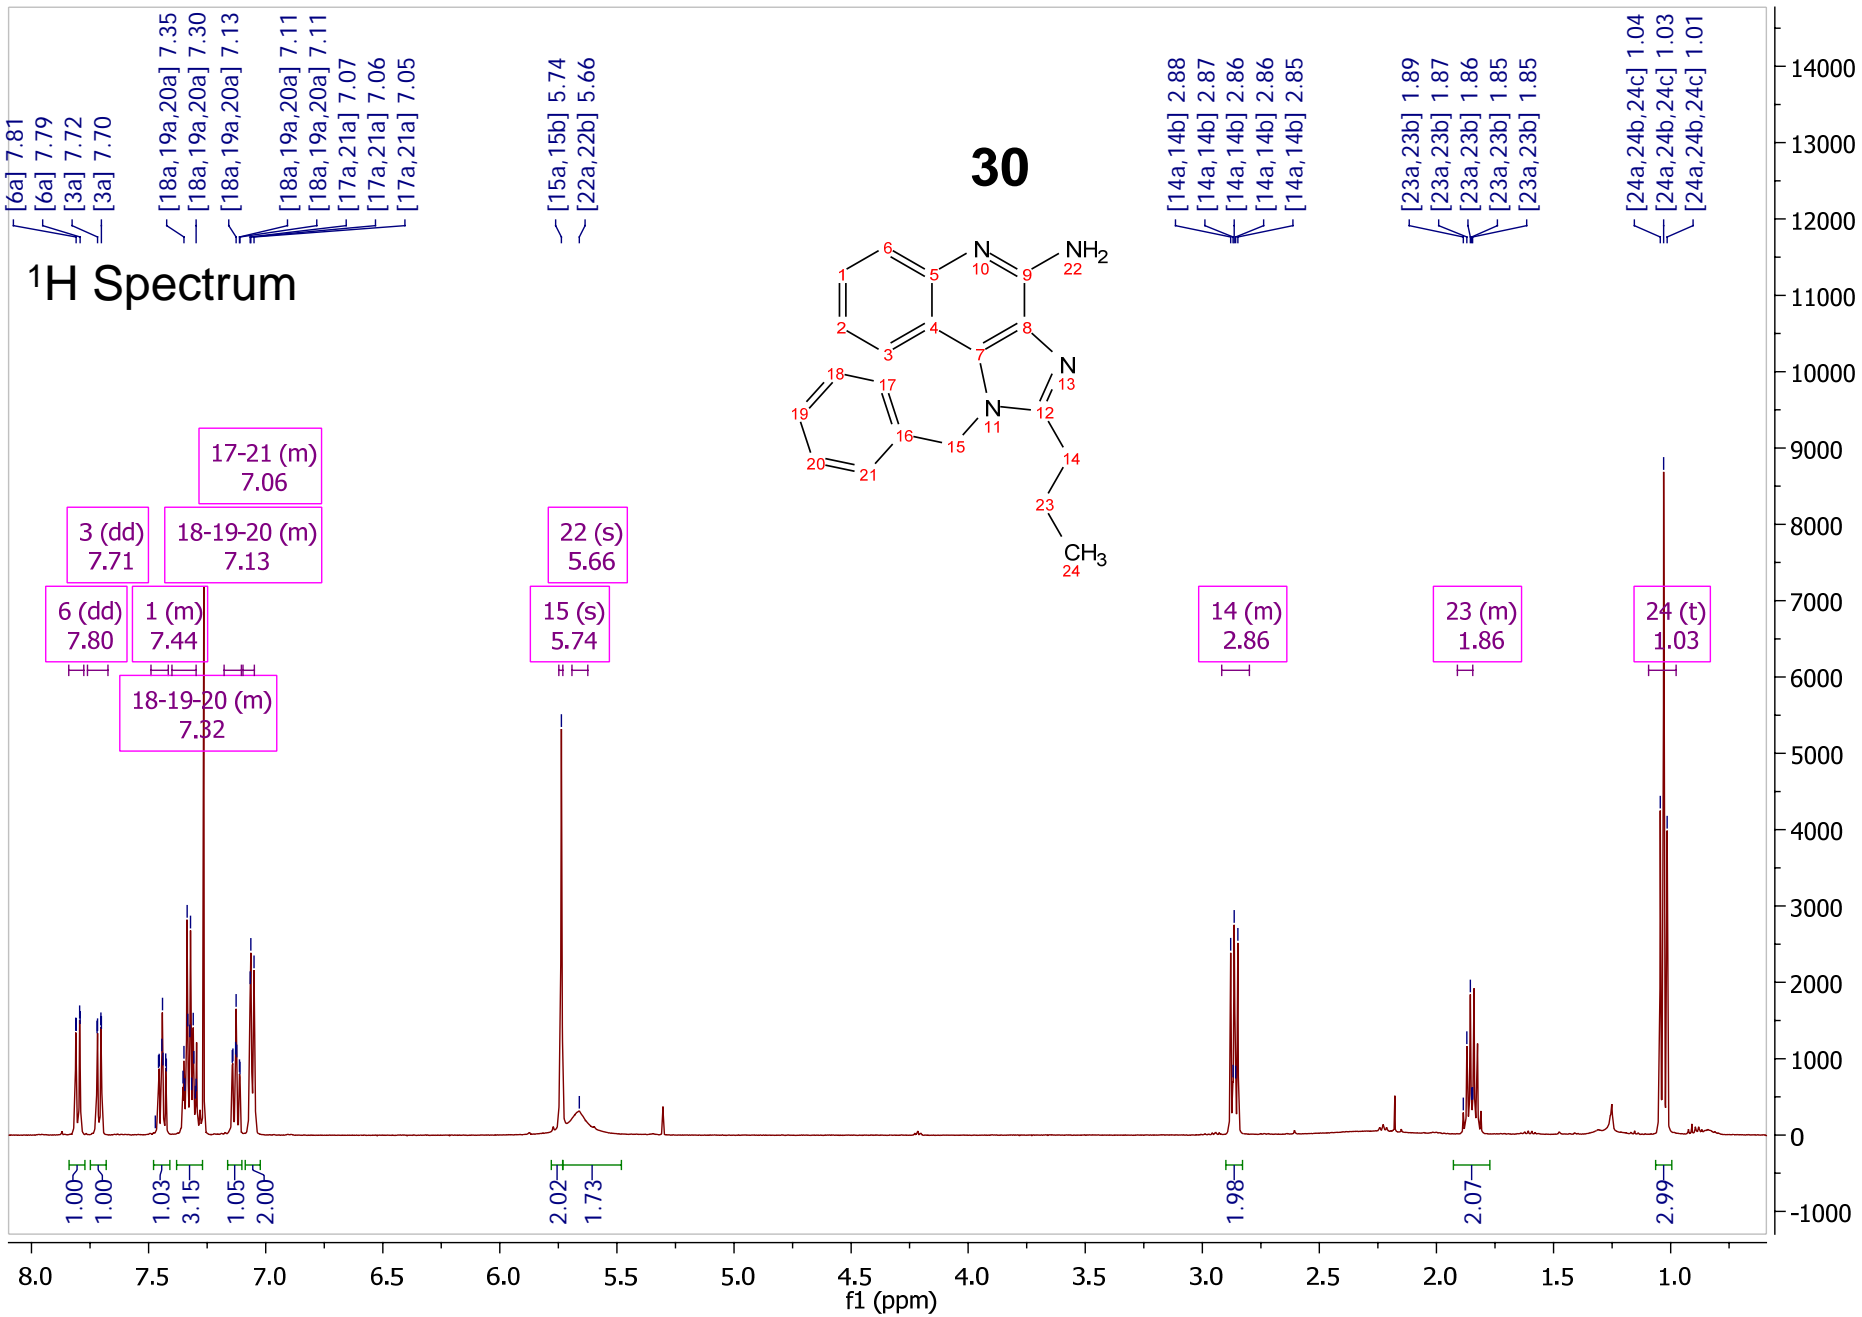 [6a] 7.81
[6a] 7.79
[3a] 7.72
[3a] 7.70
[18a,19a,20a] 7.35
[18a,19a,20a] 7.30
[18a,19a,20a] 7.13
[18a,19a,20a] 7.11
[18a,19a,20a] 7.11
[17a,21a] 7.07
[17a,21a] 7.06
[17a,21a] 7.05
[15a,15b] 5.74
[22a,22b] 5.66
[14a,14b] 2.88
[14a,14b] 2.87
[14a,14b] 2.86
[14a,14b] 2.86
[14a,14b] 2.85
[23a,23b] 1.89
[23a,23b] 1.87
[23a,23b] 1.86
[23a,23b] 1.85
[23a,23b] 1.85
[24a,24b,24c] 1.04
[24a,24b,24c] 1.03
[24a,24b,24c] 1.01
30
¹H Spectrum
6
N
10
NH₂
22
1
5
9
2
4
8
3
7
N
13
18
17
19
N
11
12
16
15
20
21
14
23
CH₃
24
17-21 (m)
7.06
3 (dd)
7.71
18-19-20 (m)
7.13
22 (s)
5.66
6 (dd)
7.80
1 (m)
7.44
15 (s)
5.74
14 (m)
2.86
23 (m)
1.86
24 (t)
1.03
18-19-20 (m)
7.32
14000
13000
12000
11000
10000
9000
8000
7000
6000
5000
4000
3000
2000
1000
0
-1000
1.00
1.00
1.03
3.15
1.05
2.00
2.02
1.73
1.98
2.07
2.99
8.0 7.5 7.0 6.5 6.0 5.5 5.0 4.5 4.0 3.5 3.0 2.5 2.0 1.5 1.0
f1 (ppm)